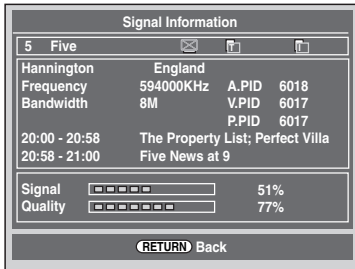 Signal Information
5 Five
Hannington England
Frequency 594000KHz A.PID 6018
Bandwidth 8M V.PID 6017
P.PID 6017
20:00 - 20:58 The Property List; Perfect Villa
20:58 - 21:00 Five News at 9
Signal 51%
Quality 77%
RETURN Back